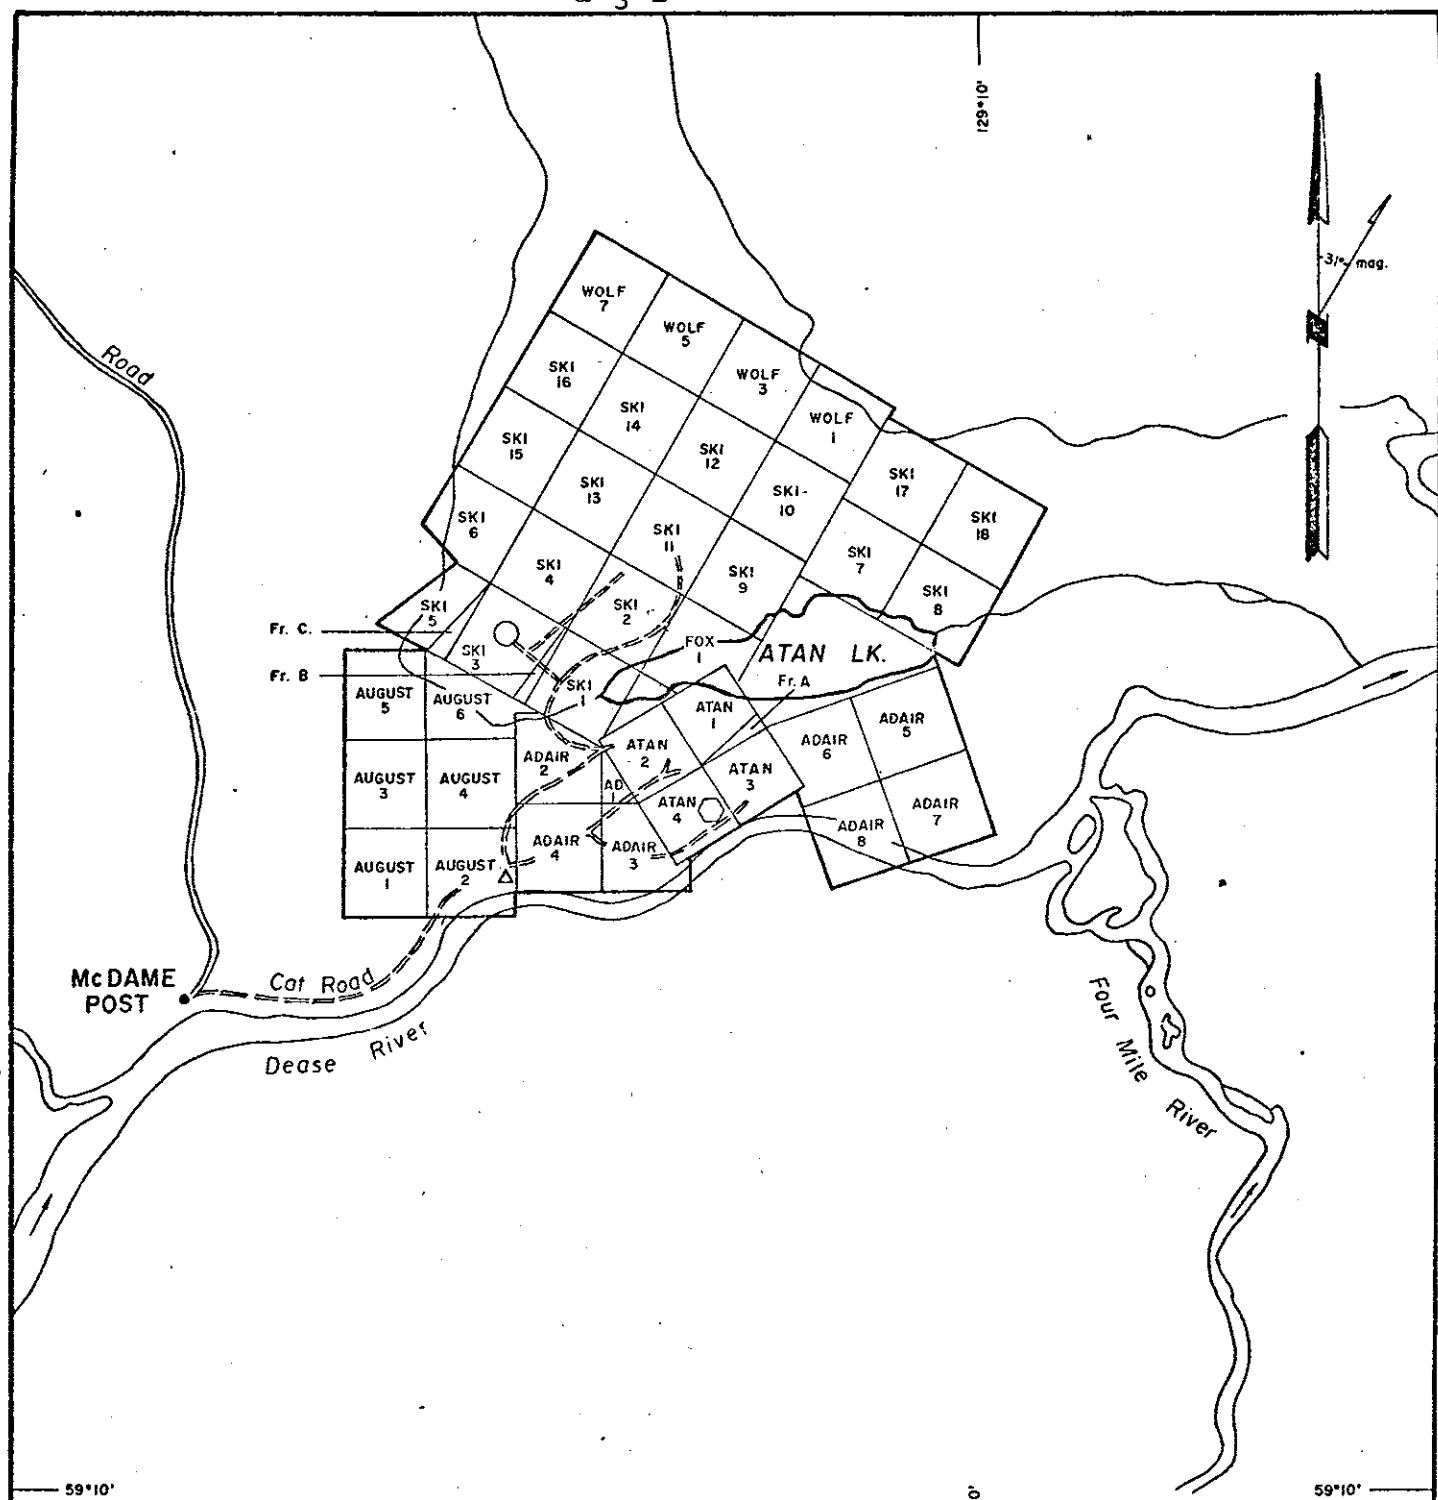 3 -
129°10'
31° mag.
Road
WOLF
7
WOLF
5
WOLF
3
WOLF
1
SKI
16
SKI
14
SKI
12
SKI-
10
SKI
17
SKI
18
SKI
15
SKI
13
SKI
11
SKI
9
SKI
7
SKI
8
SKI
6
SKI
4
SKI
2
SKI
5
Fr. C.
SKI
3
Fr. B
SKI
1
FOX
1
ATAN LK.
Fr. A
AUGUST
5
AUGUST
6
ATAN
1
ADAIR
5
ADAIR
6
ADAIR
2
ATAN
2
ATAN
3
AUGUST
3
AUGUST
4
AD
1
ATAN
4
ADAIR
7
ADAIR
8
AUGUST
1
AUGUST
2
ADAIR
4
ADAIR
3
McDAME
POST
Cat Road
Dease River
Four Mile River
59°10'
0'
59°10'